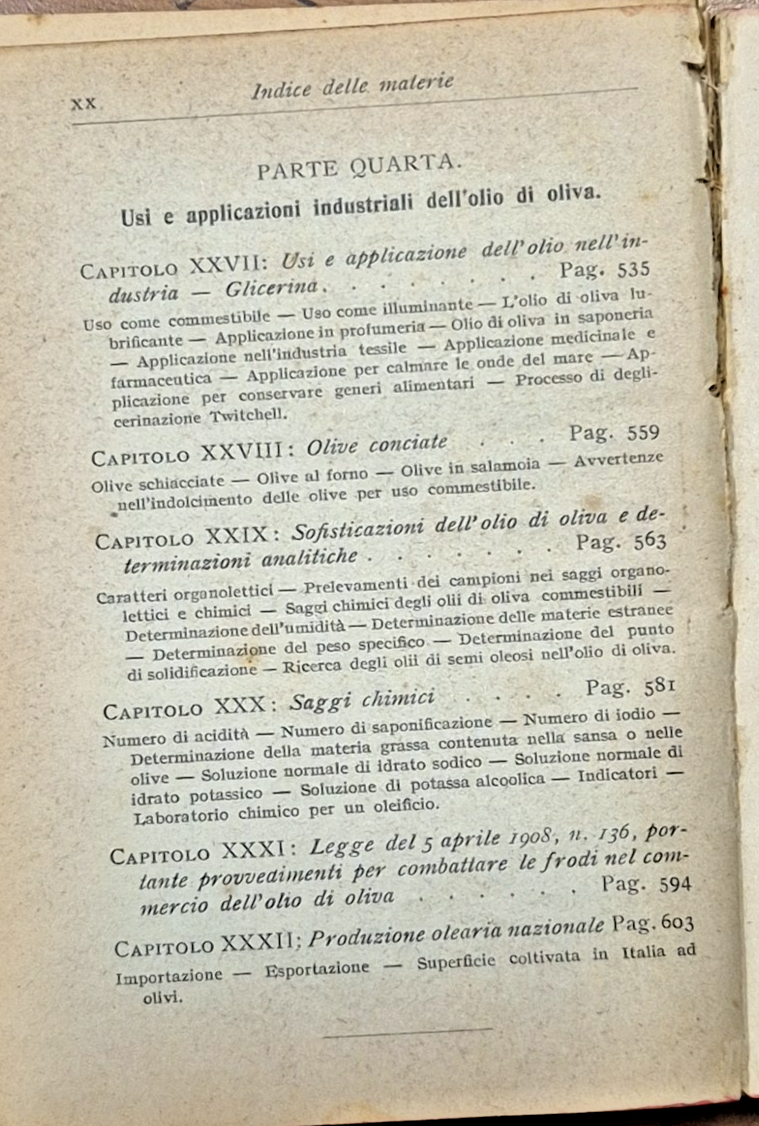 XX Indice delle materie
PARTE QUARTA.
Usi e applicazioni industriali dell'olio di oliva.
CAPITOLO XXVII: Usi e applicazione dell'olio nell'in-
dustria — Glicerina. . . . . . . . Pag. 535
Uso come commestibile — Uso come illuminante — L'olio di oliva lu-
brificante — Applicazione in profumeria — Olio di oliva in saponeria
— Applicazione nell'industria tessile — Applicazione medicinale e
farmaceutica — Applicazione per calmare le onde del mare — Ap-
plicazione per conservare generi alimentari — Processo di degli-
cerinazione Twitchell.
CAPITOLO XXVIII: Olive conciate . . . Pag. 559
Olive schiacciate — Olive al forno — Olive in salamoia — Avvertenze
nell'indolcimento delle olive per uso commestibile.
CAPITOLO XXIX: Sofisticazioni dell'olio di oliva e de-
terminazioni analitiche . . . . . . . Pag. 563
Caratteri organolettici — Prelevamenti dei campioni nei saggi organo-
lettici e chimici — Saggi chimici degli olii di oliva commestibili —
Determinazione dell'umidità — Determinazione delle materie estranee
— Determinazione del peso specifico — Determinazione del punto
di solidificazione — Ricerca degli olii di semi oleosi nell'olio di oliva.
CAPITOLO XXX: Saggi chimici . . . . Pag. 581
Numero di acidità — Numero di saponificazione — Numero di iodio —
Determinazione della materia grassa contenuta nella sansa o nelle
olive — Soluzione normale di idrato sodico — Soluzione normale di
idrato potassico — Soluzione di potassa alcoolica — Indicatori —
Laboratorio chimico per un oleificio.
CAPITOLO XXXI: Legge del 5 aprile 1908, n. 136, por-
tante provvedimenti per combattare le frodi nel com-
mercio dell'olio di oliva . . . . . . Pag. 594
CAPITOLO XXXII; Produzione olearia nazionale Pag. 603
Importazione — Esportazione — Superficie coltivata in Italia ad
olivi.